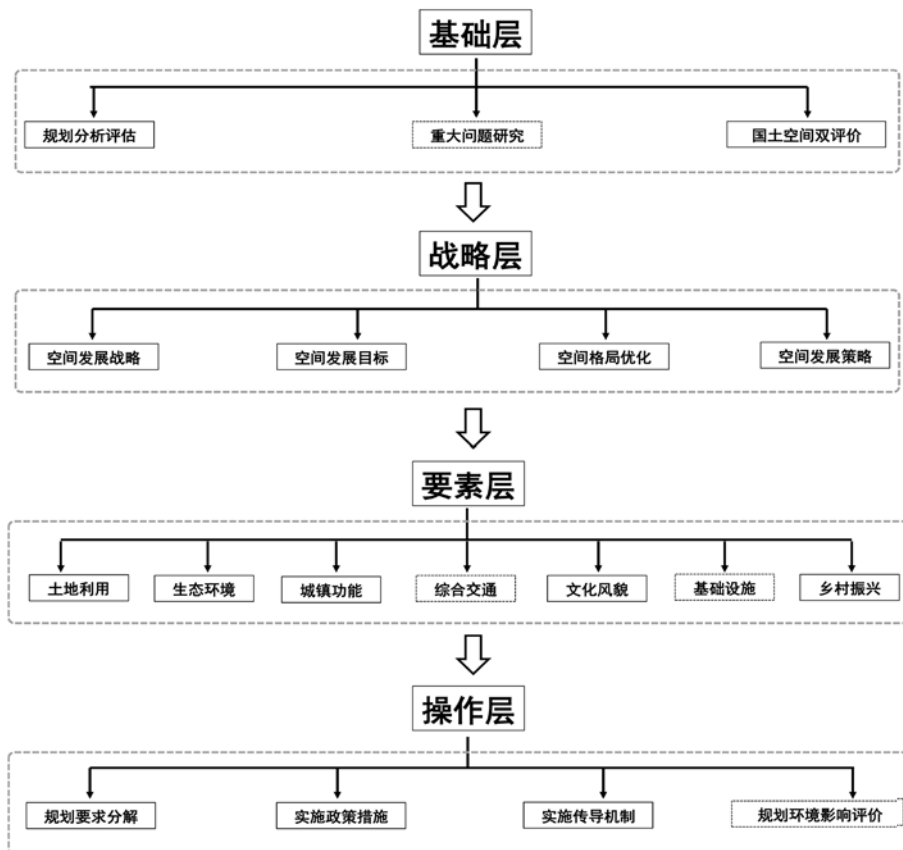 基础层
规划分析评估
重大问题研究
国土空间双评价
战略层
空间发展战略
空间发展目标
空间格局优化
空间发展策略
要素层
土地利用
生态环境
城镇功能
综合交通
文化风貌
基础设施
乡村振兴
操作层
规划要求分解
实施政策措施
实施传导机制
规划环境影响评价